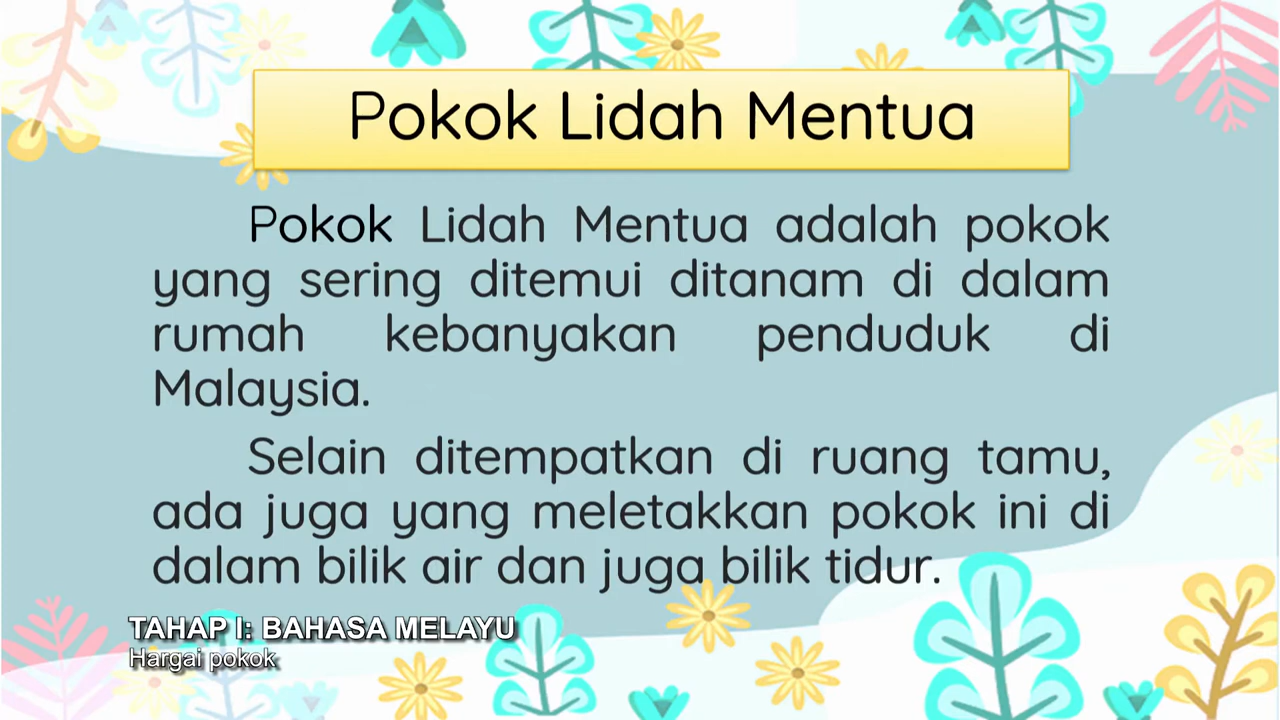 Pokok Lidah Mentua
Pokok Lidah Mentua adalah pokok
yang sering ditemui ditanam di dalam
rumah kebanyakan penduduk di
Malaysia.
Selain ditempatkan di ruang tamu,
ada juga yang meletakkan pokok ini di
dalam bilik air dan juga bilik tidur.
TAHAP I: BAHASA MELAYU
Hargai pokok